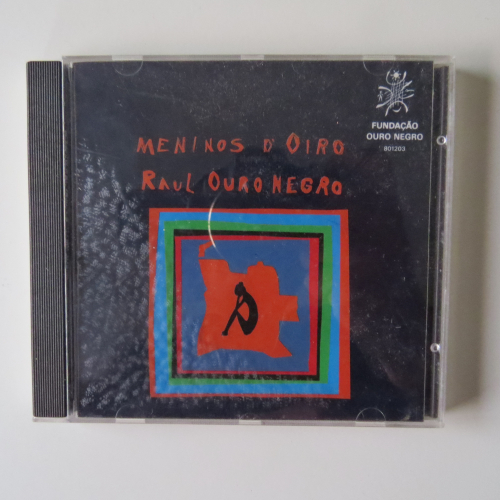 FUNDAÇÃO
OURO NEGRO
801203
MENINOS D'OIRO
RAUL OURO NEGRO